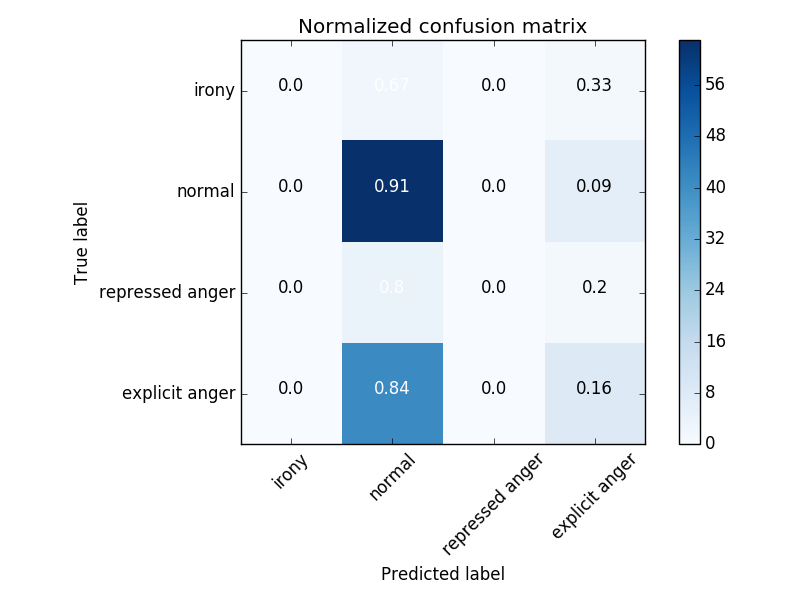 Normalized confusion matrix
True label
irony
0.0 0.67 0.0 0.33
normal
0.0 0.91 0.0 0.09
repressed anger
0.0 0.8 0.0 0.2
explicit anger
0.0 0.84 0.0 0.16
irony
normal
repressed anger
explicit anger
Predicted label
56
48
40
32
24
16
8
0